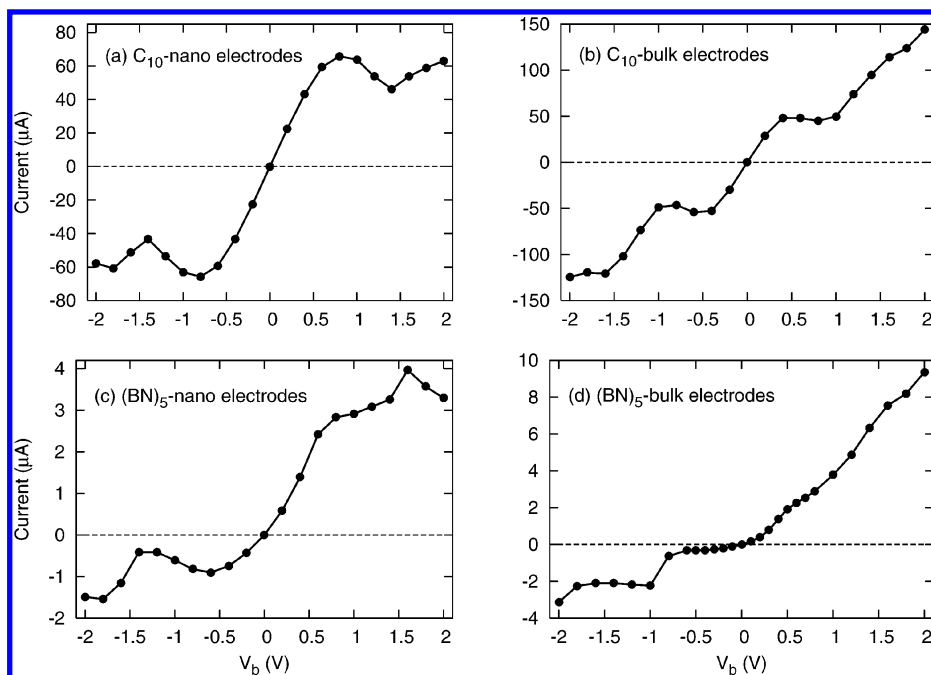 (a) C10-nano electrodes
Current (μA)
80
60
40
20
0
-20
-40
-60
-80
-2 -1.5 -1 -0.5 0 0.5 1 1.5 2
(b) C10-bulk electrodes
150
100
50
0
-50
-100
-150
-2 -1.5 -1 -0.5 0 0.5 1 1.5 2
(c) (BN)5-nano electrodes
Current (μA)
4
3
2
1
0
-1
-2
-2 -1.5 -1 -0.5 0 0.5 1 1.5 2
Vb (V)
(d) (BN)5-bulk electrodes
10
8
6
4
2
0
-2
-4
-2 -1.5 -1 -0.5 0 0.5 1 1.5 2
Vb (V)